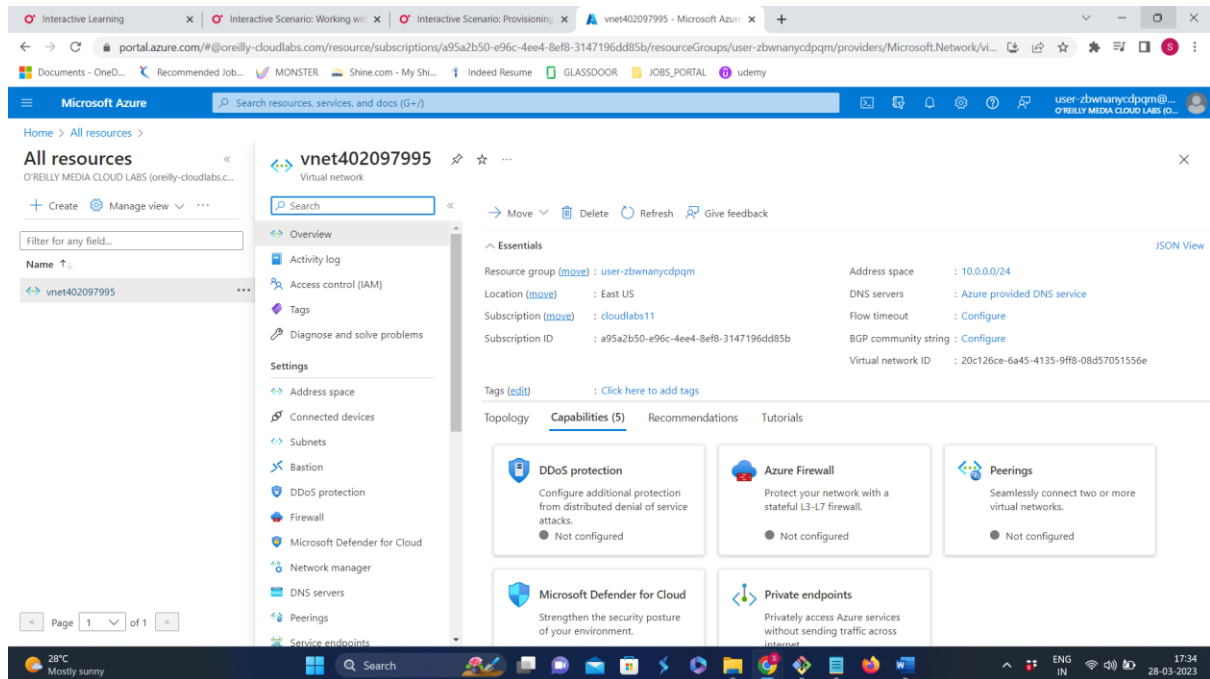 Interactive Learning
Interactive Scenario: Working wit
Interactive Scenario: Provisioning
vnet402097995 - Microsoft Azur
portal.azure.com/#@oreilly-cloudlabs.com/resource/subscriptions/a95a2b50-e96c-4ee4-8ef8-3147196dd85b/resourceGroups/user-zbwnanycdpqm/providers/Microsoft.Network/vi...
S
Documents - OneD...
Recommended Job...
MONSTER
Shine.com - My Shi...
Indeed Resume
GLASSDOOR
JOBS_PORTAL
udemy
Microsoft Azure
Search resources, services, and docs (G+/)
user-zbwnanycdpqm@...
O'REILLY MEDIA CLOUD LABS (O...
Home > All resources >
All resources
O'REILLY MEDIA CLOUD LABS (oreilly-cloudlabs.c...
+ Create
Manage view
...
Filter for any field...
Name ↑↓
vnet402097995
...
Page 1 of 1
vnet402097995
...
Virtual network
Search
Overview
Activity log
Access control (IAM)
Tags
Diagnose and solve problems
Settings
Address space
Connected devices
Subnets
Bastion
DDoS protection
Firewall
Microsoft Defender for Cloud
Network manager
DNS servers
Peerings
Service endpoints
Move
Delete
Refresh
Give feedback
Essentials
JSON View
Resource group (move) : user-zbwnanycdpqm
Location (move) : East US
Subscription (move) : cloudlabs11
Subscription ID : a95a2b50-e96c-4ee4-8ef8-3147196dd85b
Address space : 10.0.0.0/24
DNS servers : Azure provided DNS service
Flow timeout : Configure
BGP community string : Configure
Virtual network ID : 20c126ce-6a45-4135-9ff8-08d57051556e
Tags (edit) : Click here to add tags
Topology
Capabilities (5)
Recommendations
Tutorials
DDoS protection
Configure additional protection
from distributed denial of service
attacks.
Not configured
Azure Firewall
Protect your network with a
stateful L3-L7 firewall.
Not configured
Peerings
Seamlessly connect two or more
virtual networks.
Not configured
Microsoft Defender for Cloud
Strengthen the security posture
of your environment.
Private endpoints
Privately access Azure services
without sending traffic across
internet.
28°C
Mostly sunny
Search
ENG
IN
17:34
28-03-2023